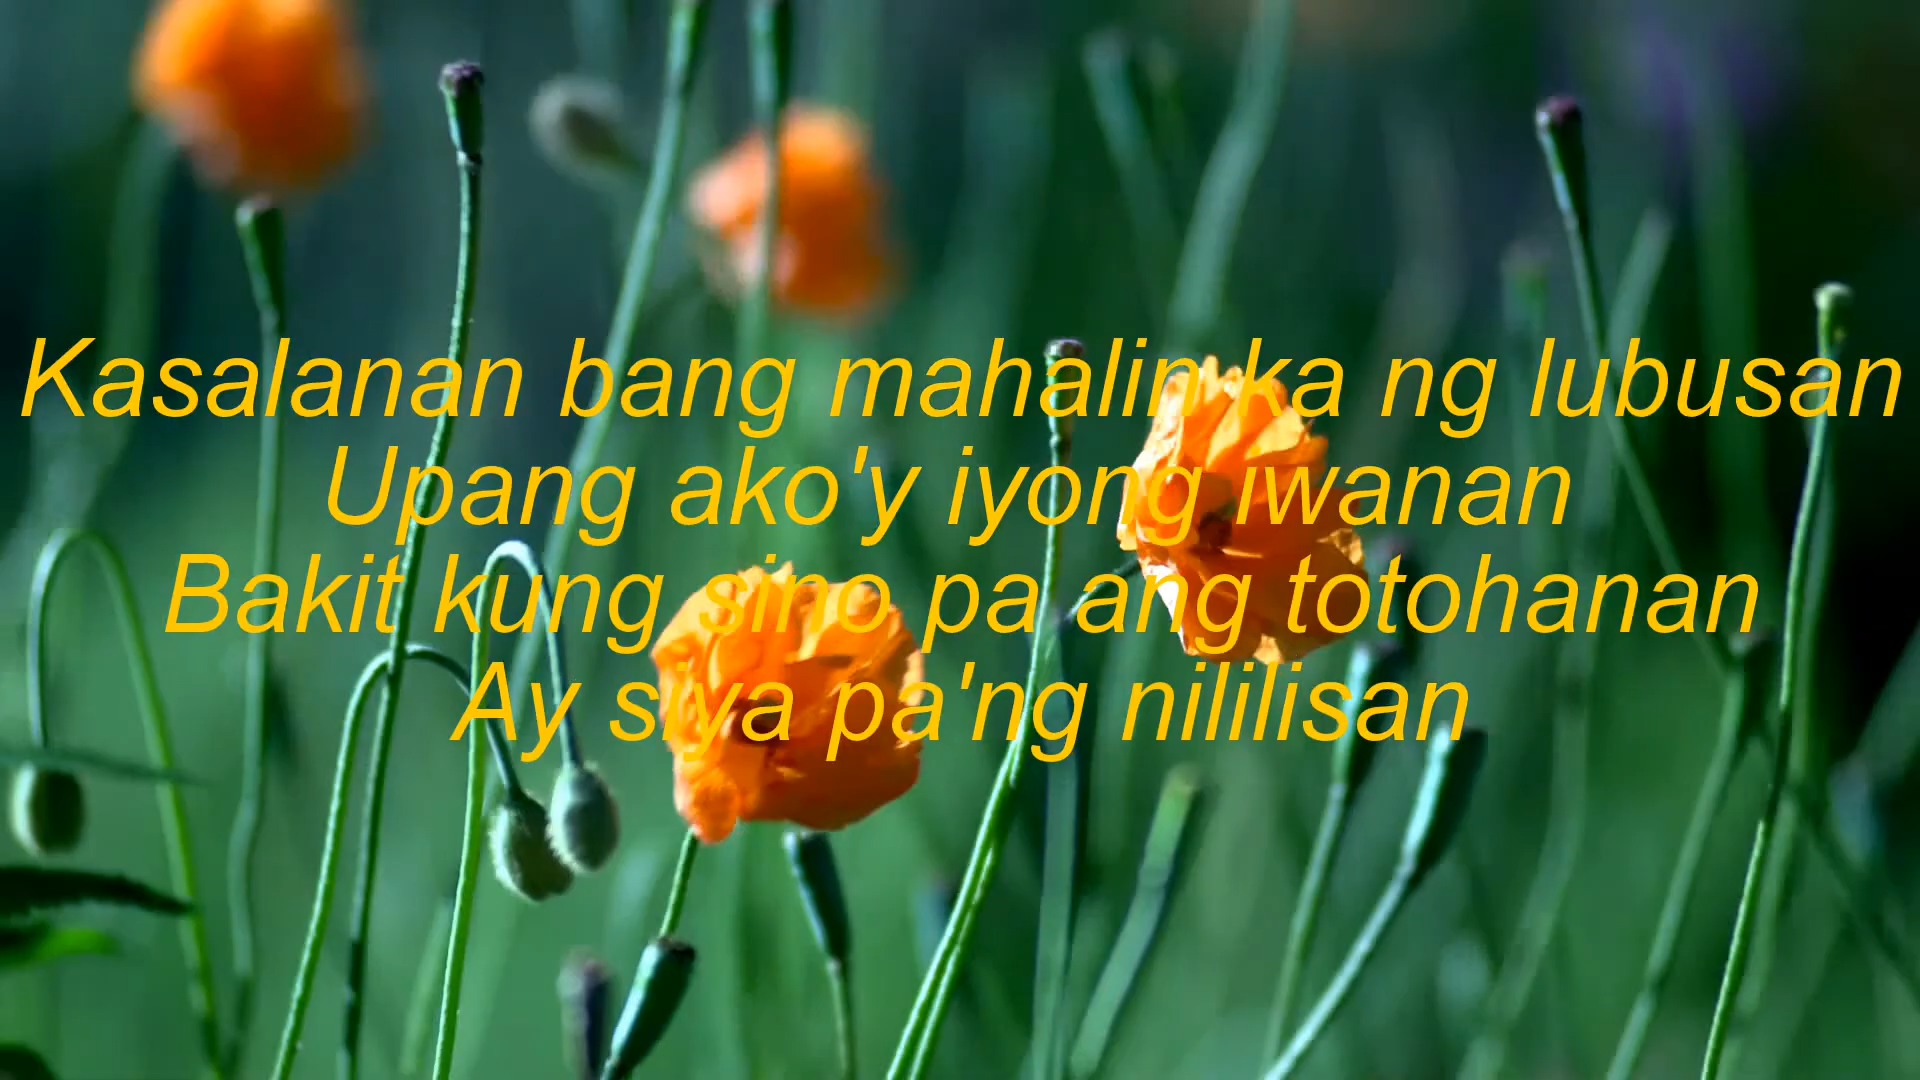 Kasalanan bang mahalin ka ng lubusan
Upang ako'y iyong iwanan
Bakit kung sino pa ang totohanan
Ay siya pa'ng nililisan